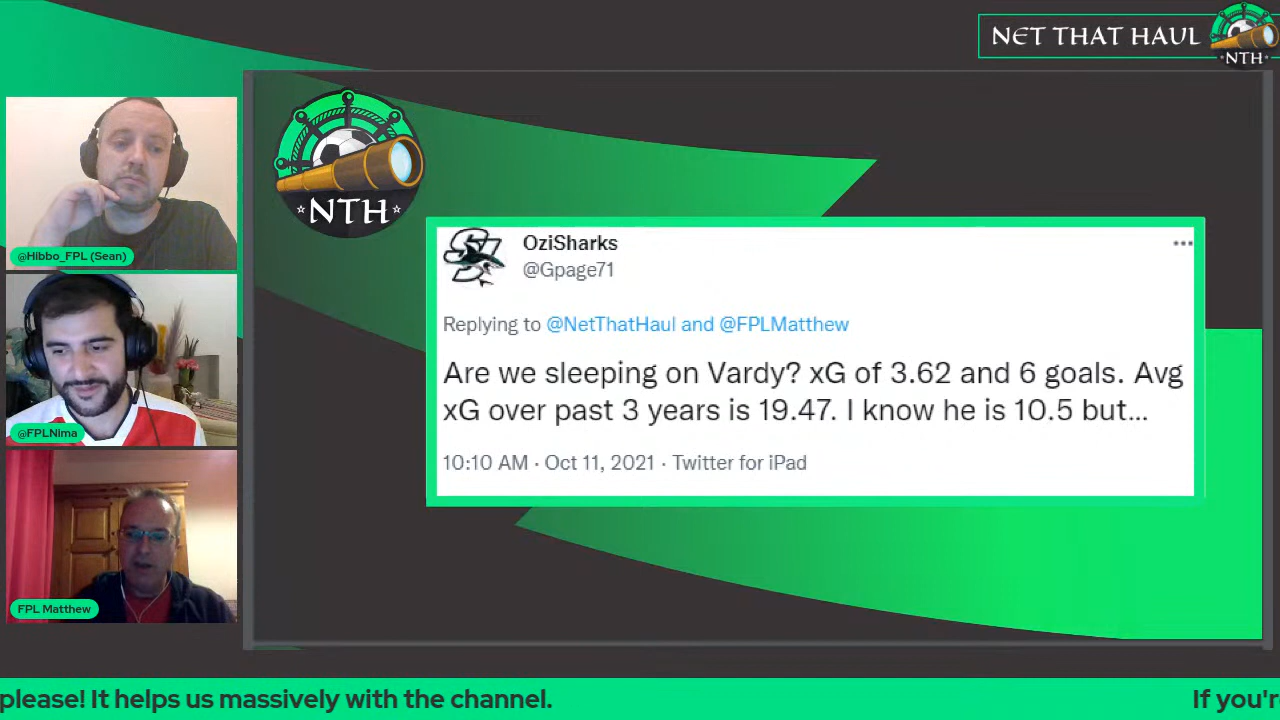 NET THAT HAUL
NTH
NTH
@Hibbo_FPL (Sean)
@FPLNima
FPL Matthew
OziSharks
@Gpage71
Replying to @NetThatHaul and @FPLMatthew
Are we sleeping on Vardy? xG of 3.62 and 6 goals. Avg
xG over past 3 years is 19.47. I know he is 10.5 but...
10:10 AM · Oct 11, 2021 · Twitter for iPad
please! It helps us massively with the channel.
If you'r